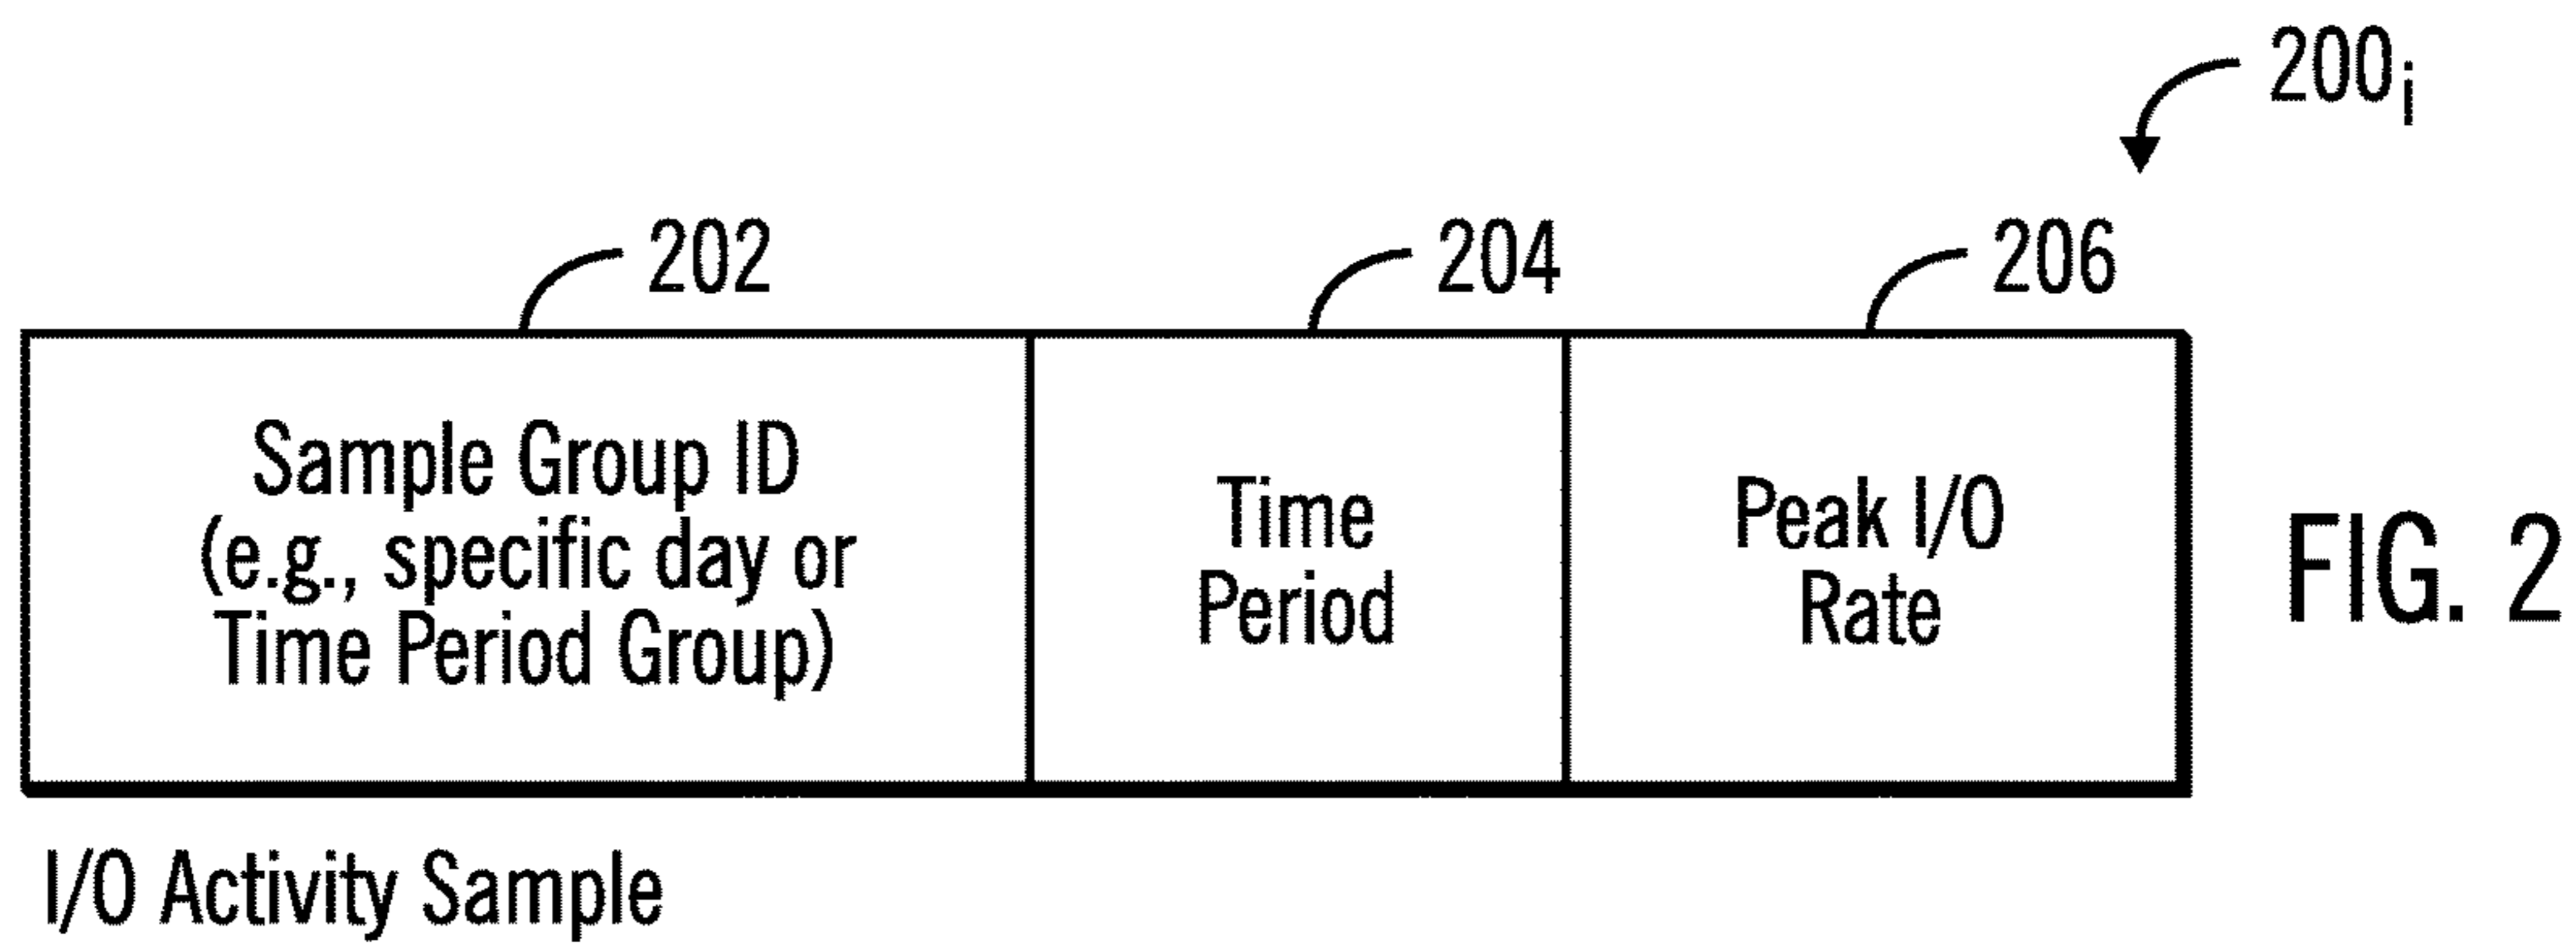 200i
202
204
206
Sample Group ID
(e.g., specific day or
Time Period Group)
Time
Period
Peak I/O
Rate
FIG. 2
I/O Activity Sample